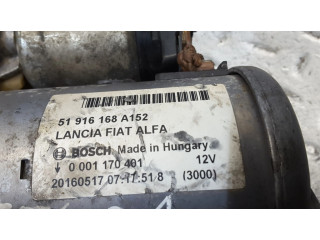 51 916 168 A152
LANCIA FIAT ALFA
BOSCH Made in Hungary
0 001 170 401 12V
20160517 07.17.51 8 (3000)